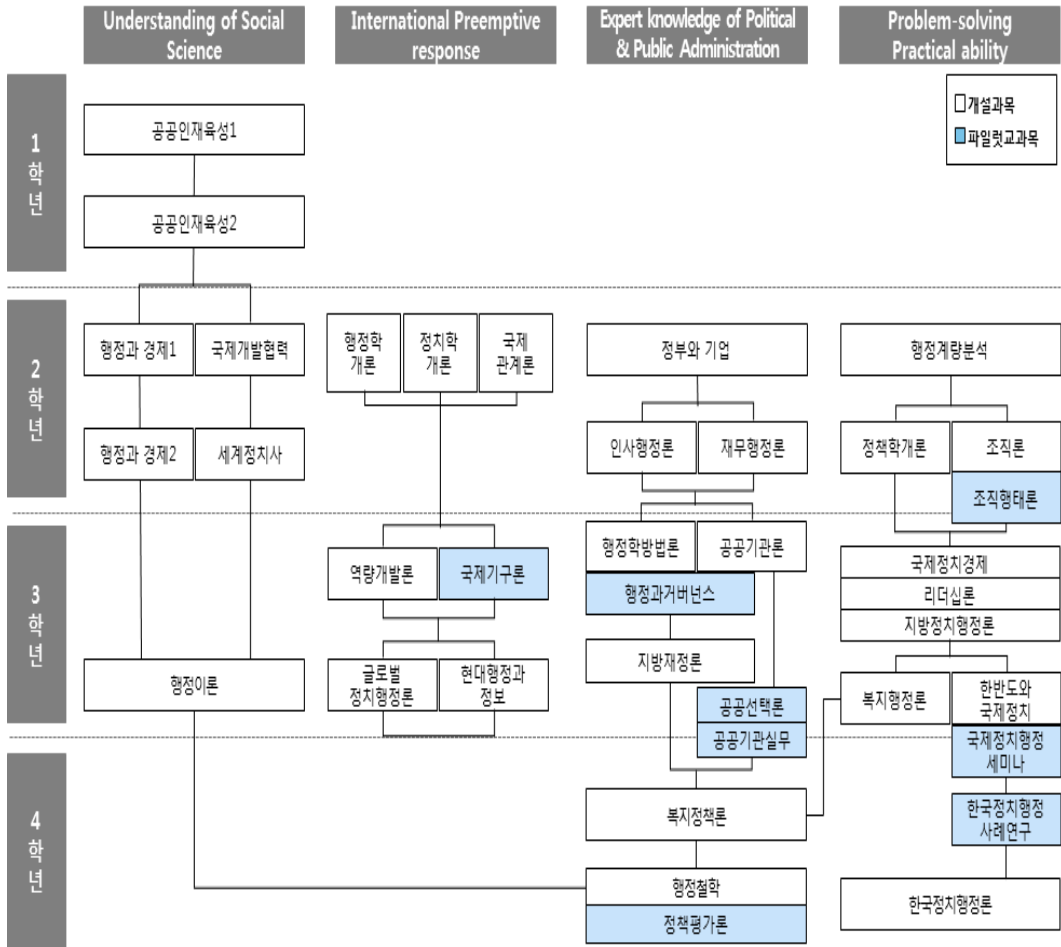 Understanding of Social
Science
International Preemptive
response
Expert knowledge of Political
& Public Administration
Problem-solving
Practical ability
개설과목
파일럿교과목
1
학
년
공공인재육성1
공공인재육성2
2
학
년
행정과 경제1
국제개발협력
행정학
개론
정치학
개론
국제
관계론
정부와 기업
행정계량분석
행정과 경제2
세계정치사
인사행정론
재무행정론
정책학개론
조직론
조직행태론
3
학
년
역량개발론
국제기구론
행정학방법론
공공기관론
행정과거버넌스
국제정치경제
리더십론
지방정치행정론
행정이론
글로벌
정치행정론
현대행정과
정보
지방재정론
공공선택론
공공기관실무
복지행정론
한반도와
국제정치
국제정치행정
세미나
4
학
년
복지정책론
한국정치행정
사례연구
행정철학
정책평가론
한국정치행정론